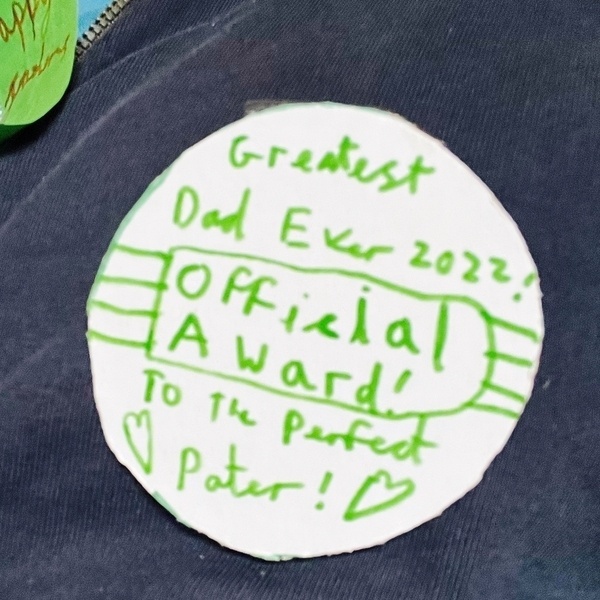 Greatest
Dad Ever 2022!
Official
Award!
To The Perfect
Pater!